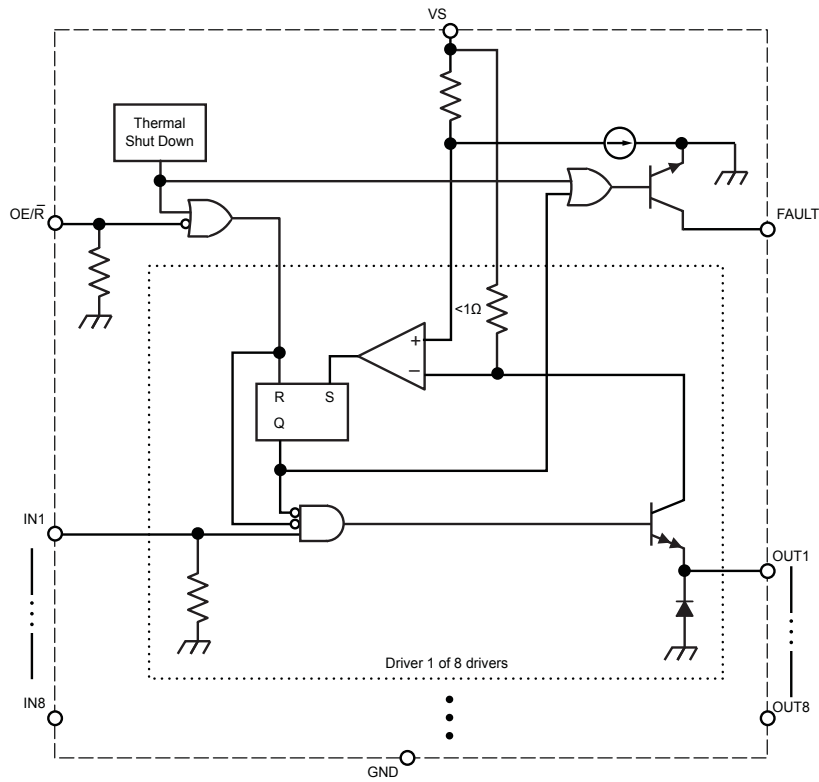 VS
Thermal
Shut Down
OE/R̅
FAULT
<1Ω
+
–
R S
Q
IN1
OUT1
Driver 1 of 8 drivers
IN8
OUT8
GND